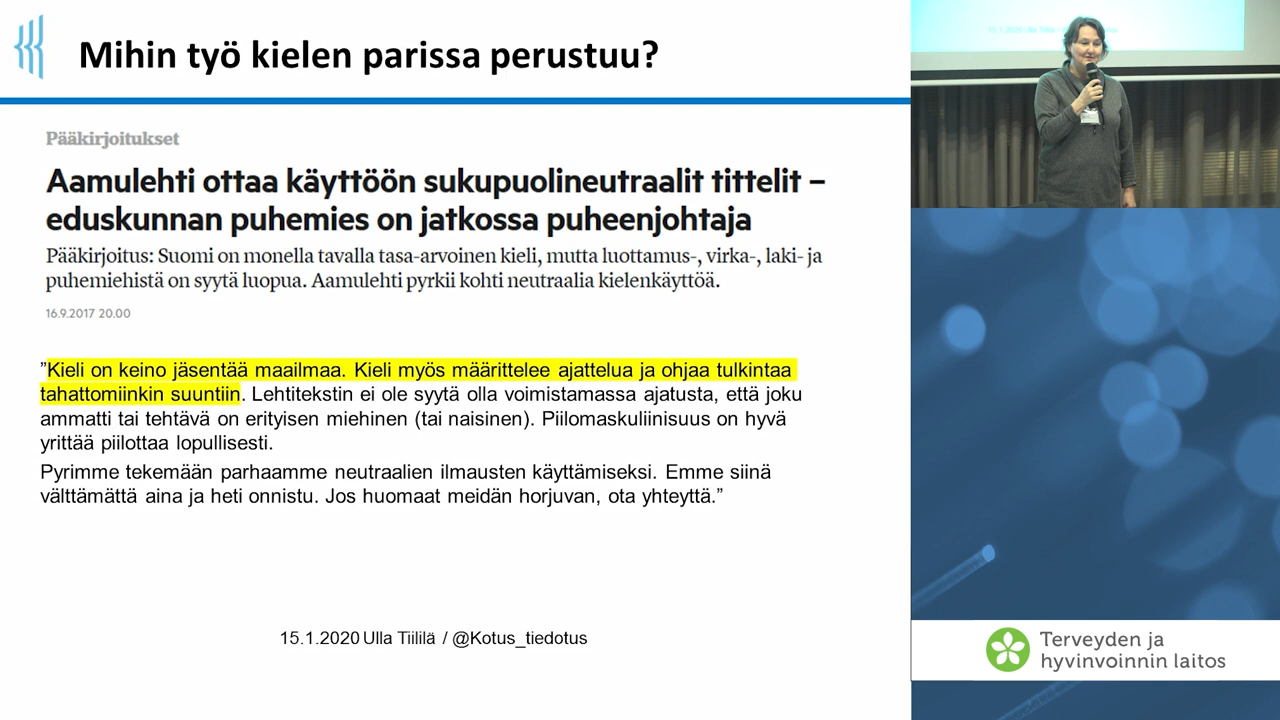 Mihin työ kielen parissa perustuu?
Pääkirjoitukset
Aamulehti ottaa käyttöön sukupuolineutraalit tittelit –
eduskunnan puhemies on jatkossa puheenjohtaja
Pääkirjoitus: Suomi on monella tavalla tasa-arvoinen kieli, mutta luottamus-, virka-, laki- ja
puhemiehistä on syytä luopua. Aamulehti pyrkii kohti neutraalia kielenkäyttöä.
16.9.2017 20.00
”Kieli on keino jäsentää maailmaa. Kieli myös määrittelee ajattelua ja ohjaa tulkintaa
tahattomiinkin suuntiin. Lehtitekstin ei ole syytä olla voimistamassa ajatusta, että joku
ammatti tai tehtävä on erityisen miehinen (tai naisinen). Piilomaskuliinisuus on hyvä
yrittää piilottaa lopullisesti.
Pyrimme tekemään parhaamme neutraalien ilmausten käyttämiseksi. Emme siinä
välttämättä aina ja heti onnistu. Jos huomaat meidän horjuvan, ota yhteyttä.”
15.1.2020 Ulla Tiililä / @Kotus_tiedotus
Terveyden ja
hyvinvoinnin laitos